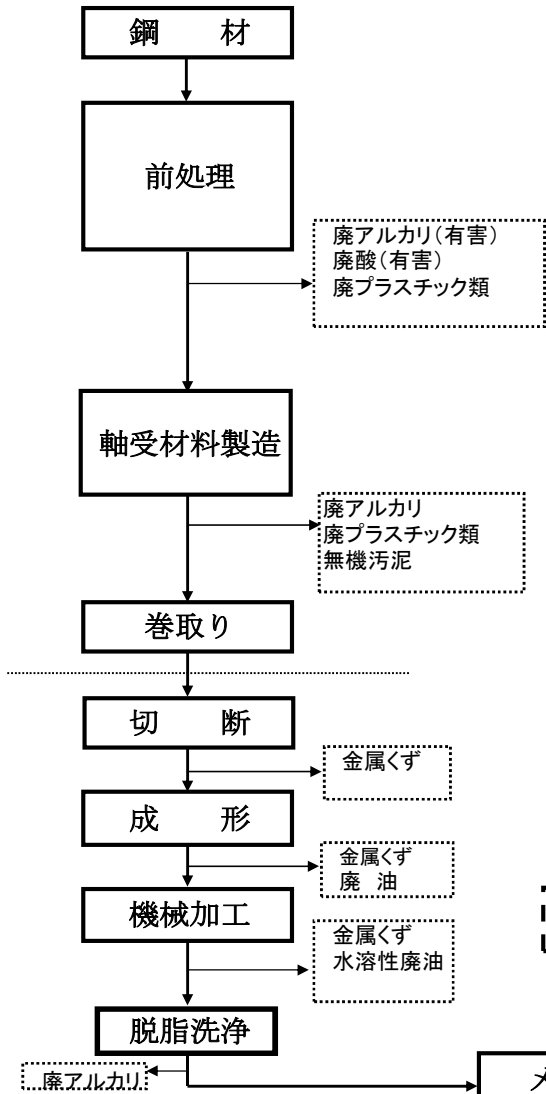 鋼　　材
前処理
廃アルカリ（有害）
廃酸（有害）
廃プラスチック類
軸受材料製造
廃アルカリ
廃プラスチック類
無機汚泥
巻取り
切　　断
金属くず
成　　形
金属くず
廃　油
機械加工
金属くず
水溶性廃油
脱脂洗浄
廃アルカリ